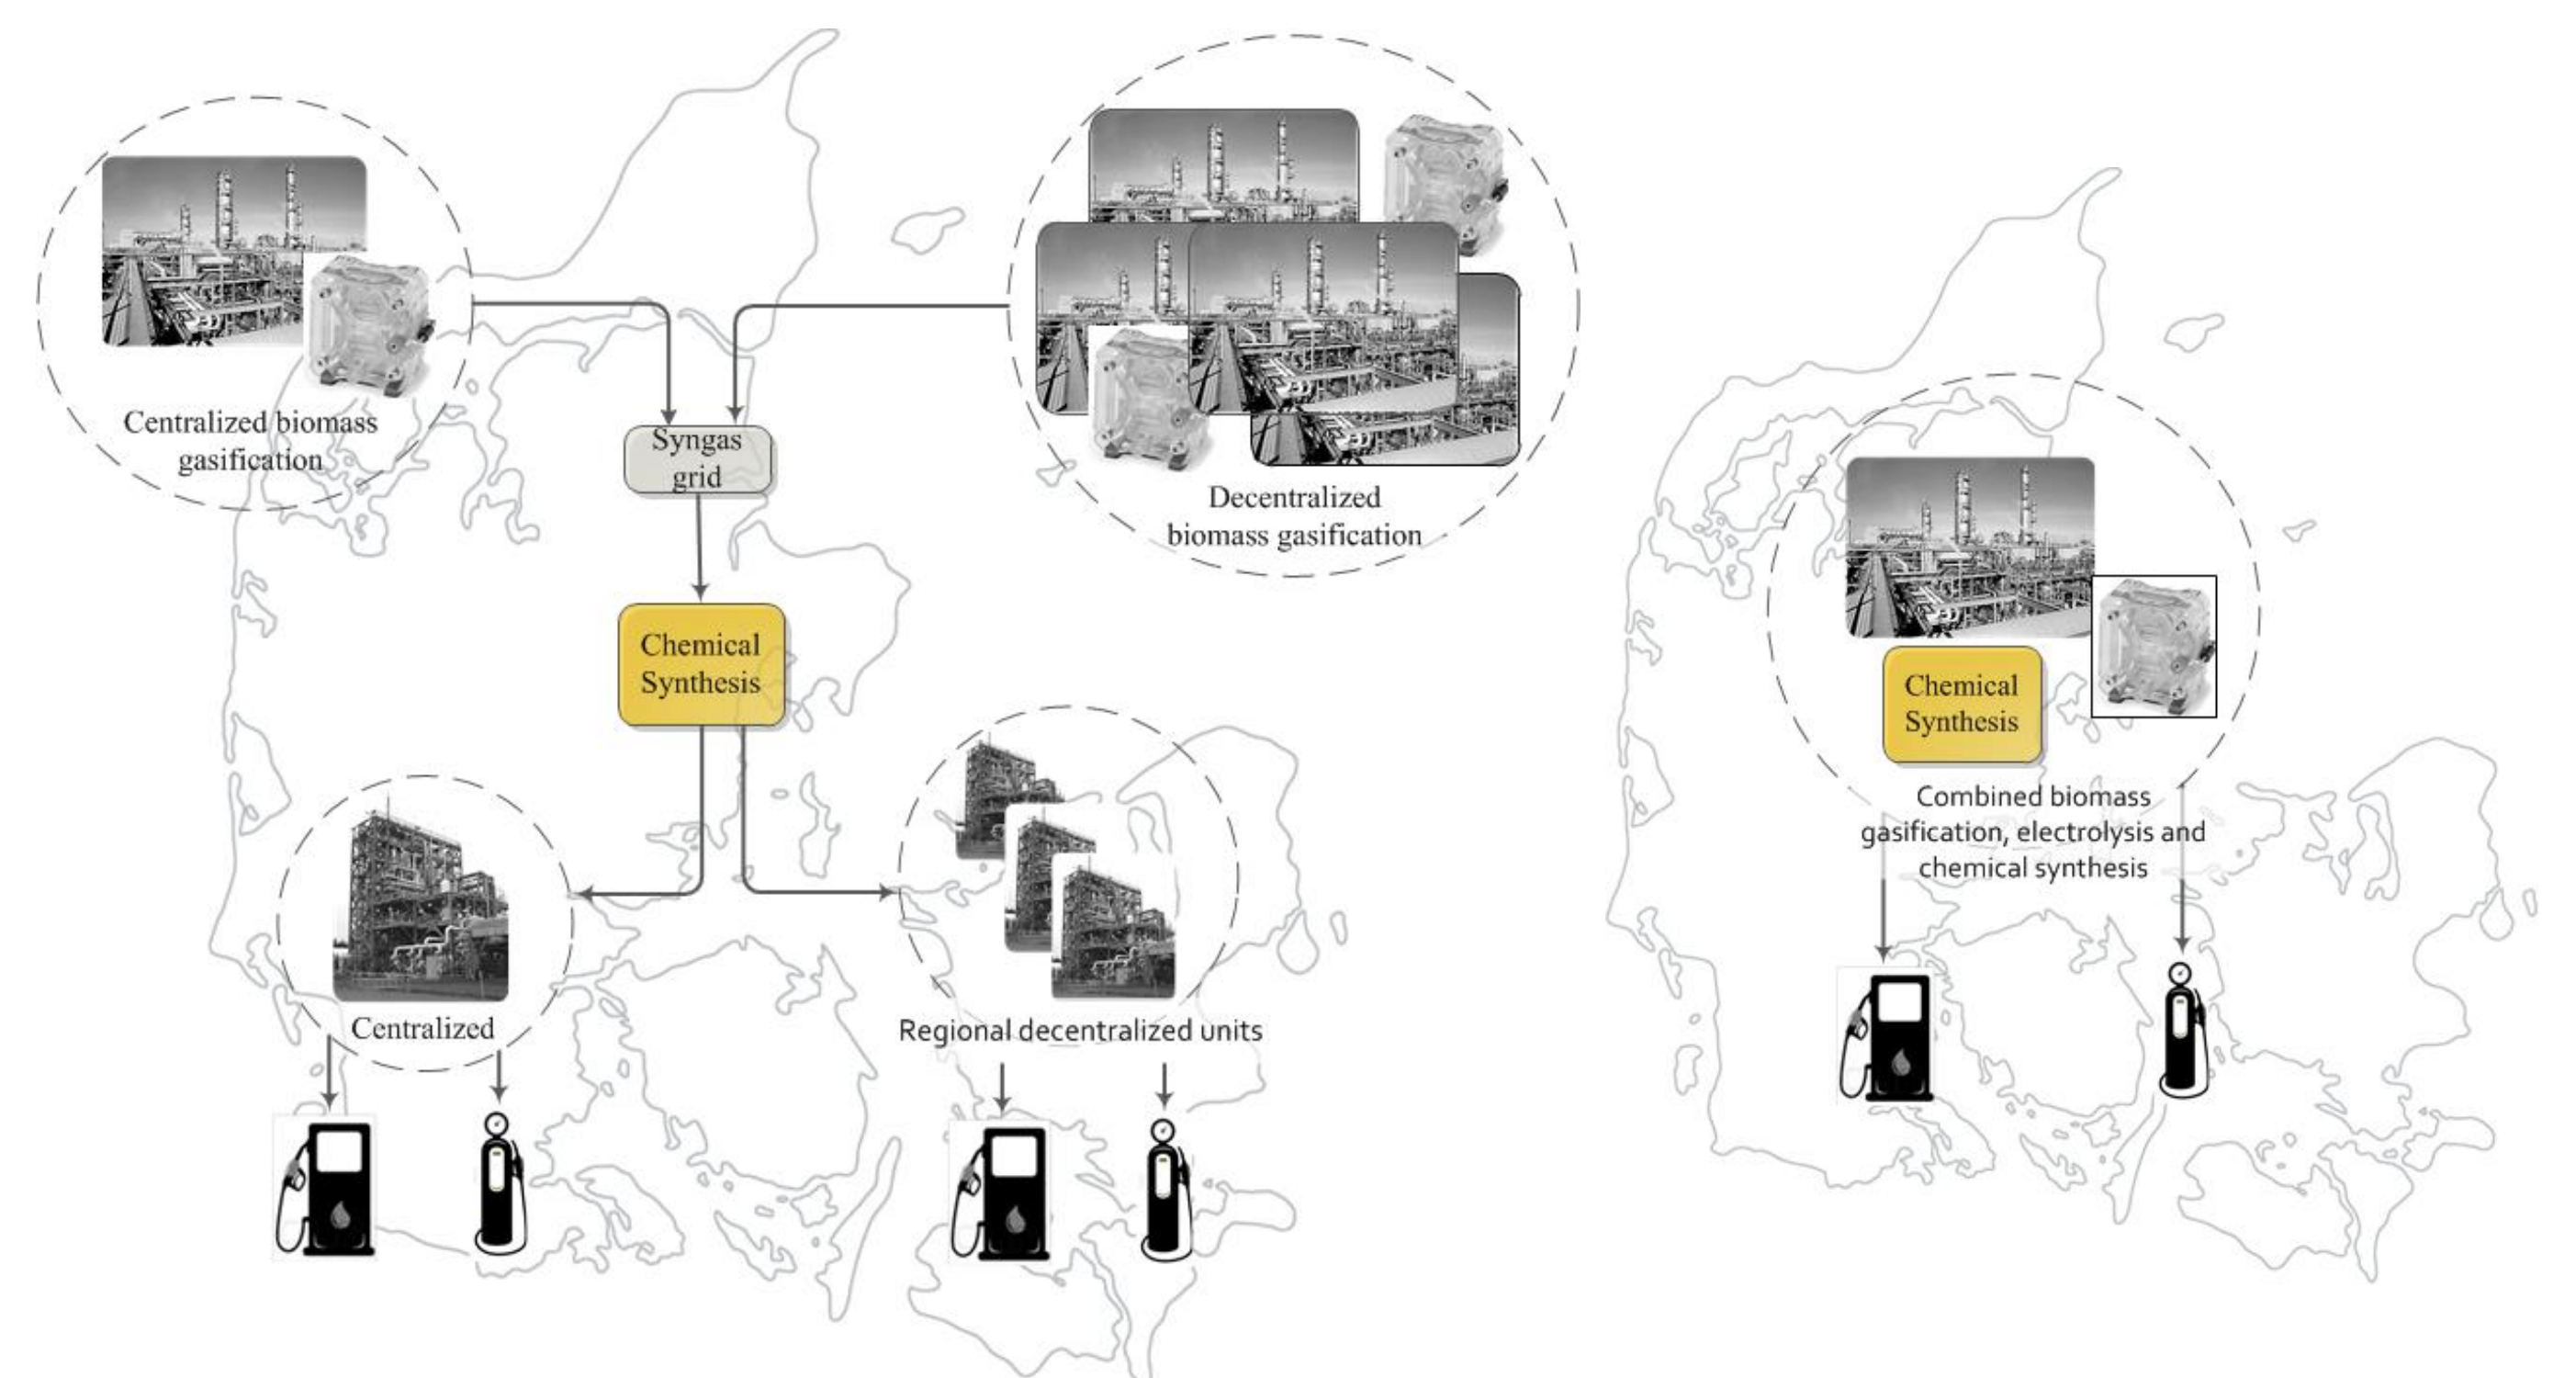 Centralized biomass
gasification
Syngas
grid
Decentralized
biomass gasification
Chemical
Synthesis
Centralized
Regional decentralized units
Chemical
Synthesis
Combined biomass
gasification, electrolysis and
chemical synthesis